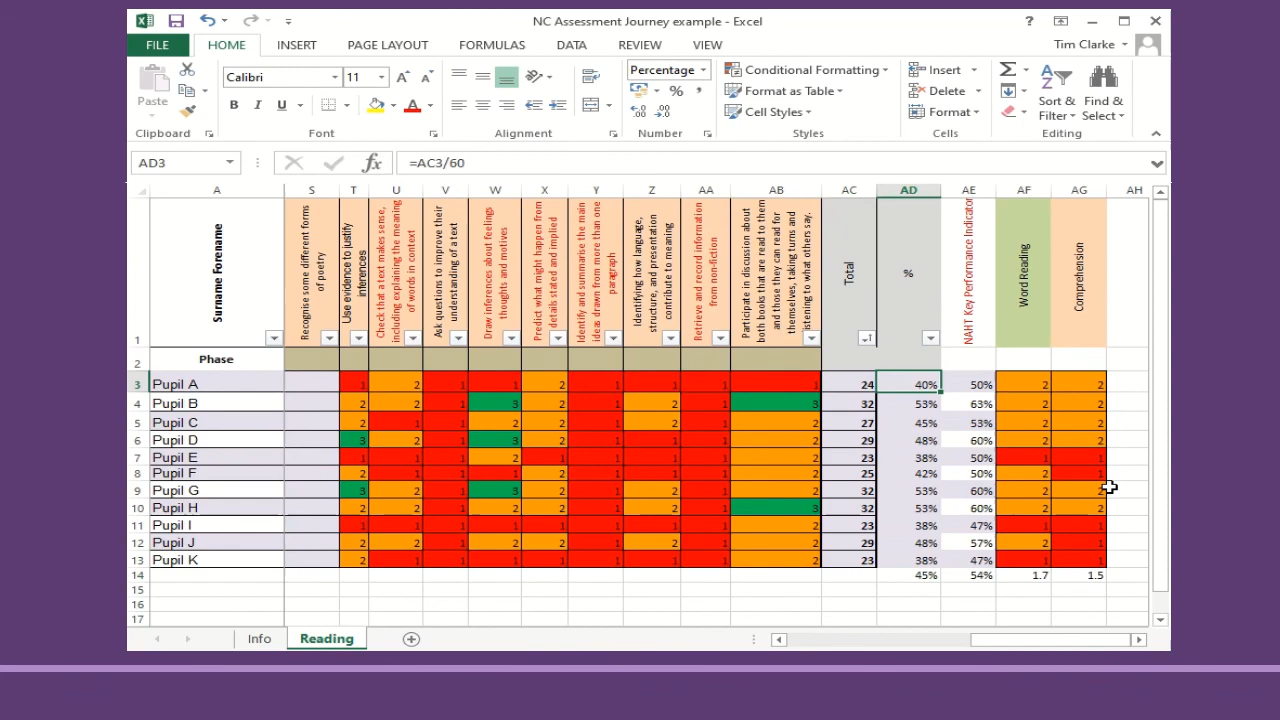 NC Assessment Journey example - Excel
?
FILE HOME INSERT PAGE LAYOUT FORMULAS DATA REVIEW VIEW
Tim Clarke
Paste
Clipboard
Calibri 11
B I U
Font
Alignment
Percentage
%
Number
Conditional Formatting
Format as Table
Cell Styles
Styles
Insert
Delete
Format
Cells
Sort &
Filter
Find &
Select
Editing
AD3 fx =AC3/60
A S T U V W X Y Z AA AB AC AD AE AF AG AH
1
Surname Forename
Recognise some different forms
of poetry
Use evidence to justify
inferences
Check that a text makes sense,
including explaining the meaning
of words in context
Ask questions to improve their
understanding of a text
Draw inferences about feelings
thoughts and motives
Predict what might happen from
details stated and implied
Identify and summarise the main
ideas drawn from more than one
paragraph
Identifying how language,
structure, and presentation
contribute to meaning
Retrieve and record information
from non-fiction
Participate in discussion about
both books that are read to them
and those they can read for
themselves, taking turns and
listening to what others say.
Total
%
NAHT Key Performance Indicator
Word Reading
Comprehension
2 Phase
3 Pupil A 1 2 1 1 2 1 2 1 1 24 40% 50% 2 2
4 Pupil B 2 2 1 3 2 1 2 1 3 32 53% 63% 2 2
5 Pupil C 2 1 1 2 2 1 2 1 2 27 45% 53% 2 2
6 Pupil D 3 2 1 3 2 1 2 1 2 29 48% 60% 2 2
7 Pupil E 1 1 1 2 1 1 1 1 2 23 38% 50% 1 1
8 Pupil F 2 1 1 1 2 1 2 1 2 25 42% 50% 2 1
9 Pupil G 3 2 1 3 2 1 2 1 2 32 53% 60% 2 2
10 Pupil H 2 2 1 2 2 1 2 1 3 32 53% 60% 2 2
11 Pupil I 1 1 1 1 1 1 1 1 2 23 38% 47% 1 1
12 Pupil J 2 2 1 2 2 1 2 1 2 29 48% 57% 2 1
13 Pupil K 2 1 1 1 1 1 1 1 2 23 38% 47% 1 1
14 45% 54% 1.7 1.5
15
16
17
Info Reading